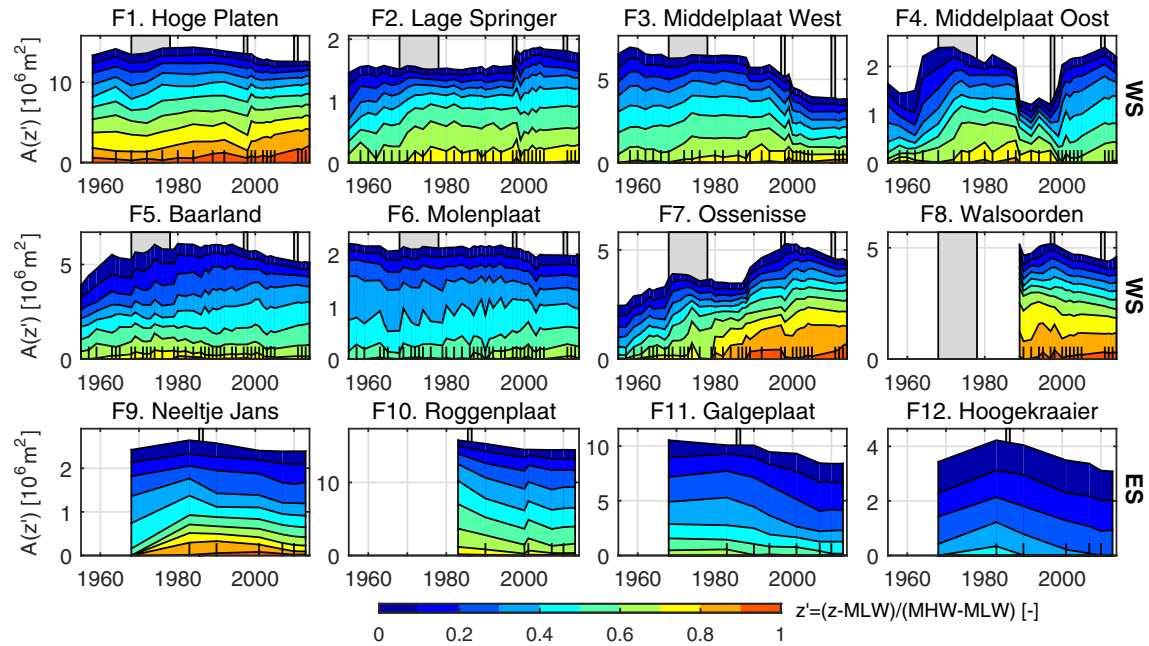 F1. Hoge Platen F2. Lage Springer F3. Middelplaat West F4. Middelplaat Oost
A(z') [10⁶ m²] 10 0 2 1 0 5 0 2 1 0 WS
1960 1980 2000 1960 1980 2000 1960 1980 2000 1960 1980 2000
F5. Baarland F6. Molenplaat F7. Ossenisse F8. Walsoorden
A(z') [10⁶ m²] 5 0 2 1 0 5 0 5 0 WS
1960 1980 2000 1960 1980 2000 1960 1980 2000 1960 1980 2000
F9. Neeltje Jans F10. Roggenplaat F11. Galgeplaat F12. Hoogekraaier
A(z') [10⁶ m²] 2 1 0 10 0 10 5 0 4 2 0 ES
1960 1980 2000 1960 1980 2000 1960 1980 2000 1960 1980 2000
z'=(z-MLW)/(MHW-MLW) [-]
0 0.2 0.4 0.6 0.8 1